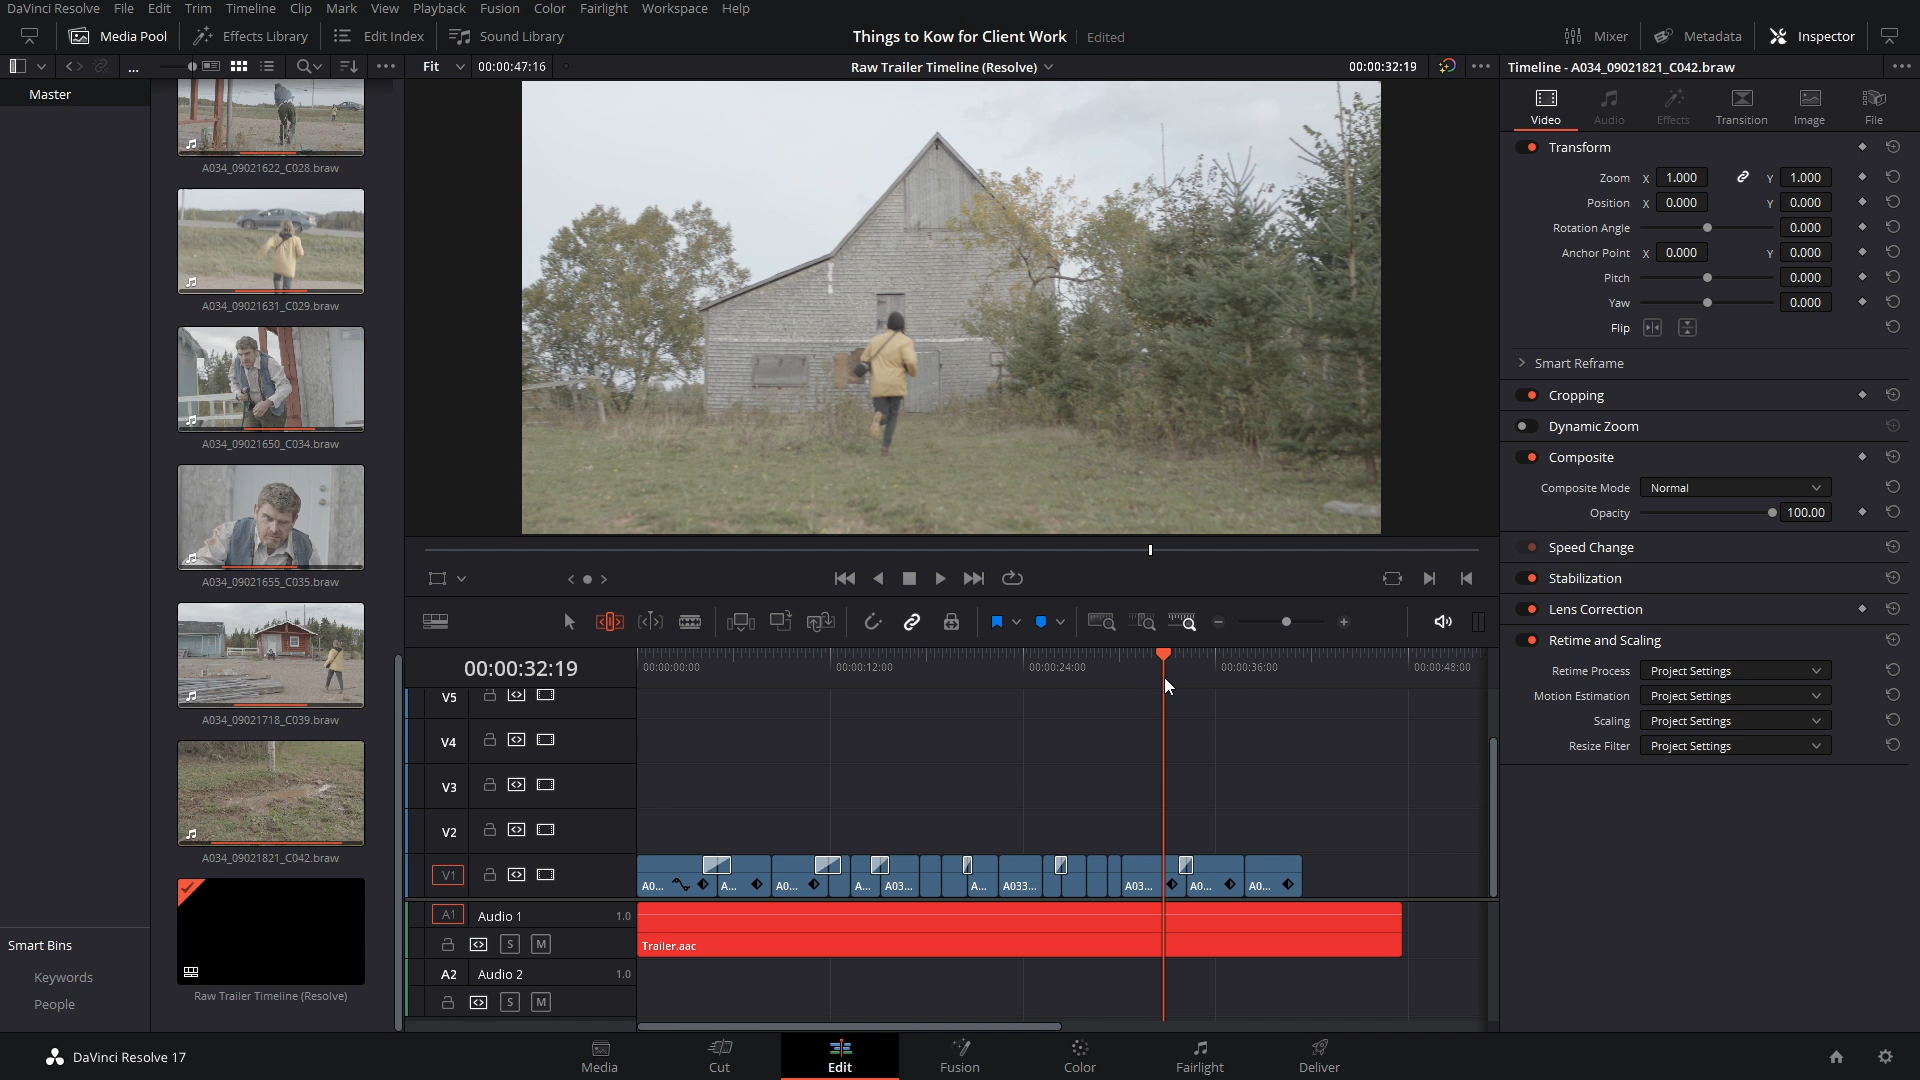 DaVinci Resolve File Edit Trim Timeline Clip Mark View Playback Fusion Color Fairlight Workspace Help
Media Pool Effects Library Edit Index Sound Library Things to Kow for Client Work Edited Mixer Metadata Inspector
Fit 00:00:47:16 Raw Trailer Timeline (Resolve) 00:00:32:19 Timeline - A034_09021821_C042.braw
Master
A034_09021622_C028.braw
A034_09021631_C029.braw
A034_09021650_C034.braw
A034_09021655_C035.braw
A034_09021718_C039.braw
A034_09021821_C042.braw
Raw Trailer Timeline (Resolve)
Smart Bins
Keywords
People
Video Audio Effects Transition Image File
Transform
Zoom X 1.000 Y 1.000
Position X 0.000 Y 0.000
Rotation Angle 0.000
Anchor Point X 0.000 Y 0.000
Pitch 0.000
Yaw 0.000
Flip
Smart Reframe
Cropping
Dynamic Zoom
Composite
Composite Mode Normal
Opacity 100.00
Speed Change
Stabilization
Lens Correction
Retime and Scaling
Retime Process Project Settings
Motion Estimation Project Settings
Scaling Project Settings
Resize Filter Project Settings
00:00:32:19 00:00:00:00 00:00:12:00 00:00:24:00 00:00:36:00 00:00:48:00
V5
V4
V3
V2
V1
A0... A... A0... A... A03... A... A033... A03... A0... A0...
A1 Audio 1 1.0
S M Trailer.aac
A2 Audio 2 1.0
S M
DaVinci Resolve 17 Media Cut Edit Fusion Color Fairlight Deliver